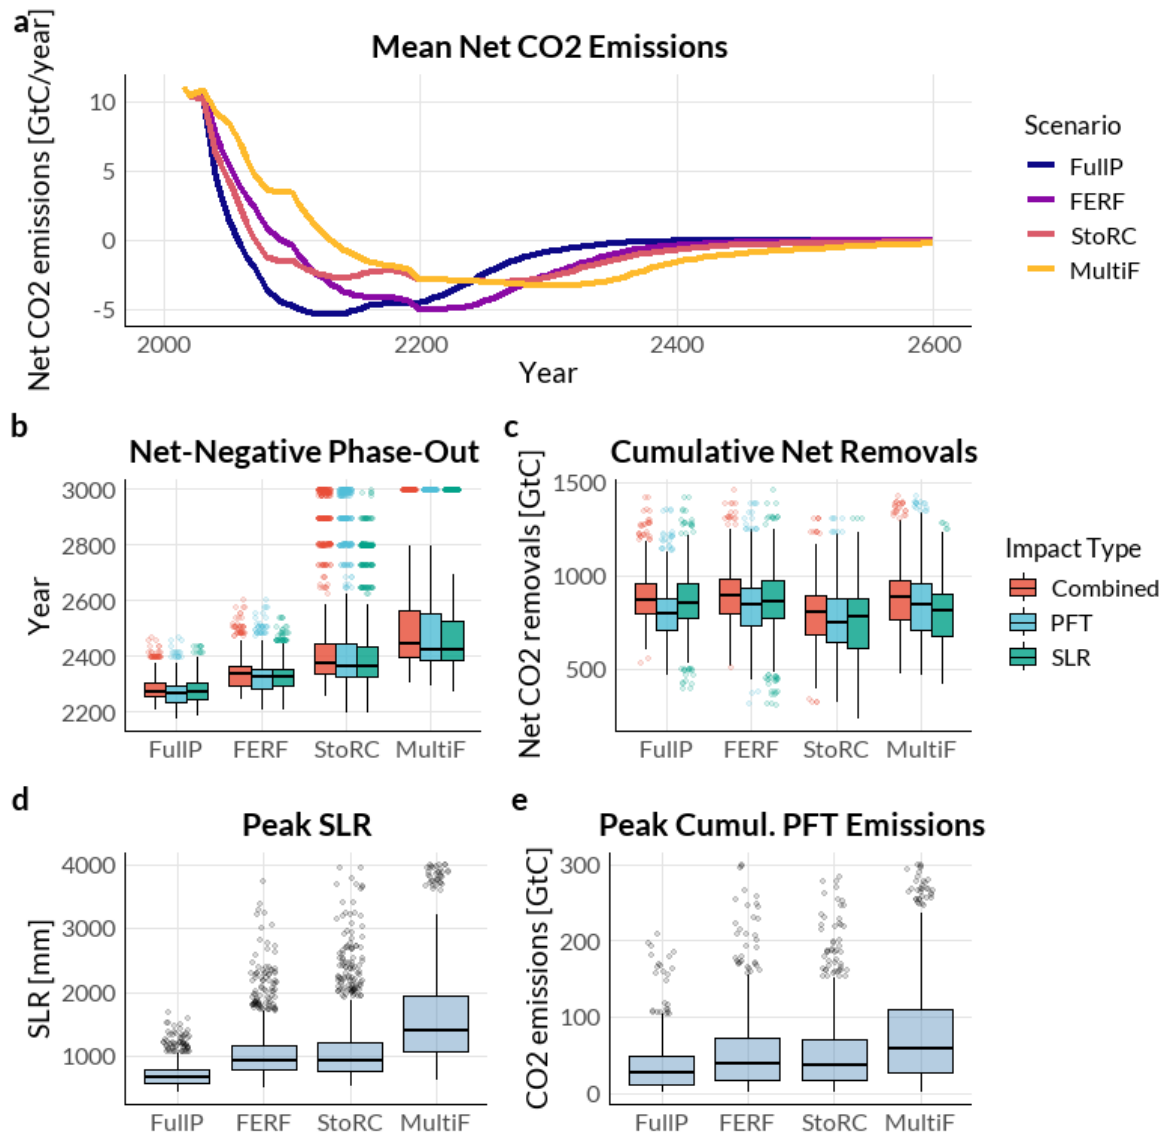 a
Mean Net CO2 Emissions
Net CO2 emissions [GtC/year]
10
5
0
-5
2000
2200
2400
2600
Year
Scenario
FullP
FERF
StoRC
MultiF
b
Net-Negative Phase-Out
Year
3000
2800
2600
2400
2200
FullP
FERF
StoRC
MultiF
c
Cumulative Net Removals
Net CO2 removals [GtC]
1500
1000
500
FullP
FERF
StoRC
MultiF
Impact Type
Combined
PFT
SLR
d
Peak SLR
SLR [mm]
4000
3000
2000
1000
FullP
FERF
StoRC
MultiF
e
Peak Cumul. PFT Emissions
CO2 emissions [GtC]
300
200
100
0
FullP
FERF
StoRC
MultiF